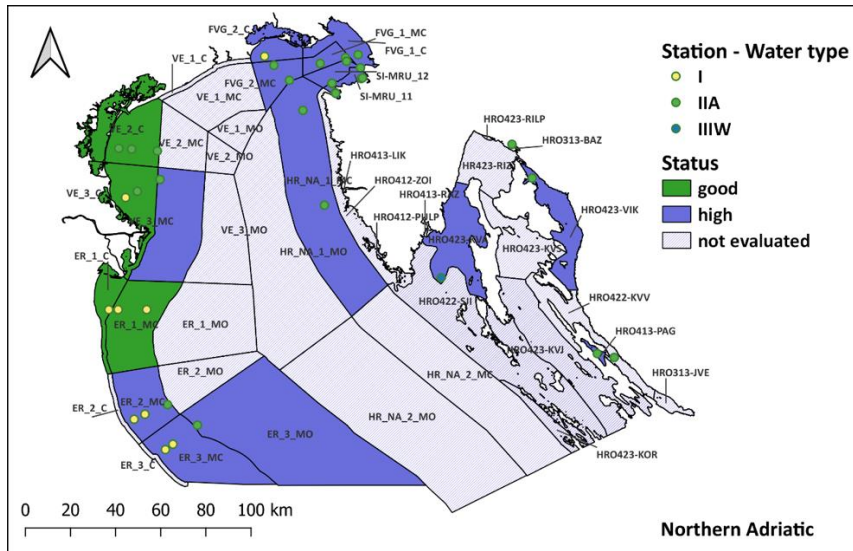 FVG_2_C
FVG_1_MC
FVG_1_C
VE_1_C
SI-MRU_12
FVG_2_MC
SI-MRU_11
VE_1_MC
VE_1_MO
VE_2_C
VE_2_MC
VE_2_MO
HRO413-LIK
HR_NA_1_MC
HRO412-ZOI
HRO413-RAZ
HRO412-PULP
VE_3_C
VE_3_MC
VE_3_MO
HR_NA_1_MO
HRO423-RILP
HRO313-BAZ
HR423-RIZ
HRO423-VIK
HRO423-KVA
HRO423-KVS
HRO422-KVV
HRO422-SJI
ER_1_C
ER_1_MC
ER_1_MO
HRO413-PAG
HRO423-KVJ
HRO313-JVE
ER_2_MO
HR_NA_2_MC
ER_2_C
ER_2_MC
HR_NA_2_MO
ER_3_MO
ER_3_C
ER_3_MC
HRO423-KOR
Station - Water type
I
IIA
IIIW
Status
good
high
not evaluated
0 20 40 60 80 100 km
Northern Adriatic